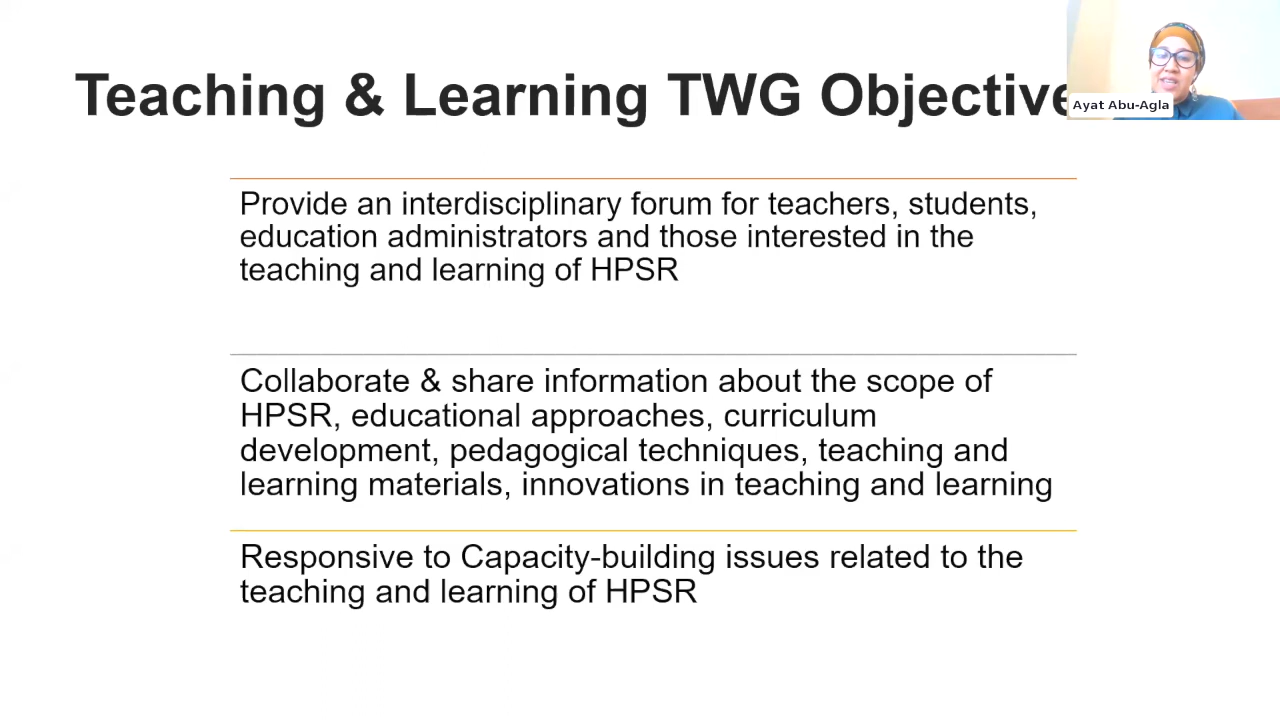 Teaching & Learning TWG Objective
Ayat Abu-Agla
Provide an interdisciplinary forum for teachers, students,
education administrators and those interested in the
teaching and learning of HPSR
Collaborate & share information about the scope of
HPSR, educational approaches, curriculum
development, pedagogical techniques, teaching and
learning materials, innovations in teaching and learning
Responsive to Capacity-building issues related to the
teaching and learning of HPSR